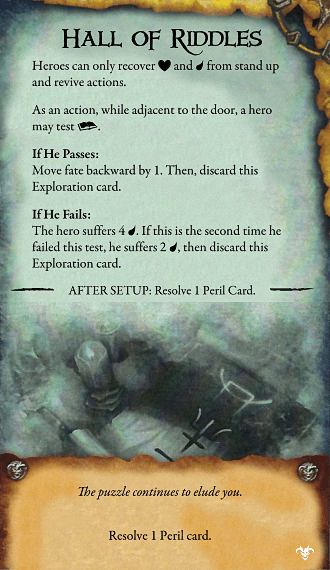 HALL OF RIDDLES
Heroes can only recover and from stand up
and revive actions.
As an action, while adjacent to the door, a hero
may test .
If He Passes:
Move fate backward by 1. Then, discard this
Exploration card.
If He Fails:
The hero suffers 4 . If this is the second time he
failed this test, he suffers 2 , then discard this
Exploration card.
AFTER SETUP: Resolve 1 Peril Card.
The puzzle continues to elude you.
Resolve 1 Peril card.